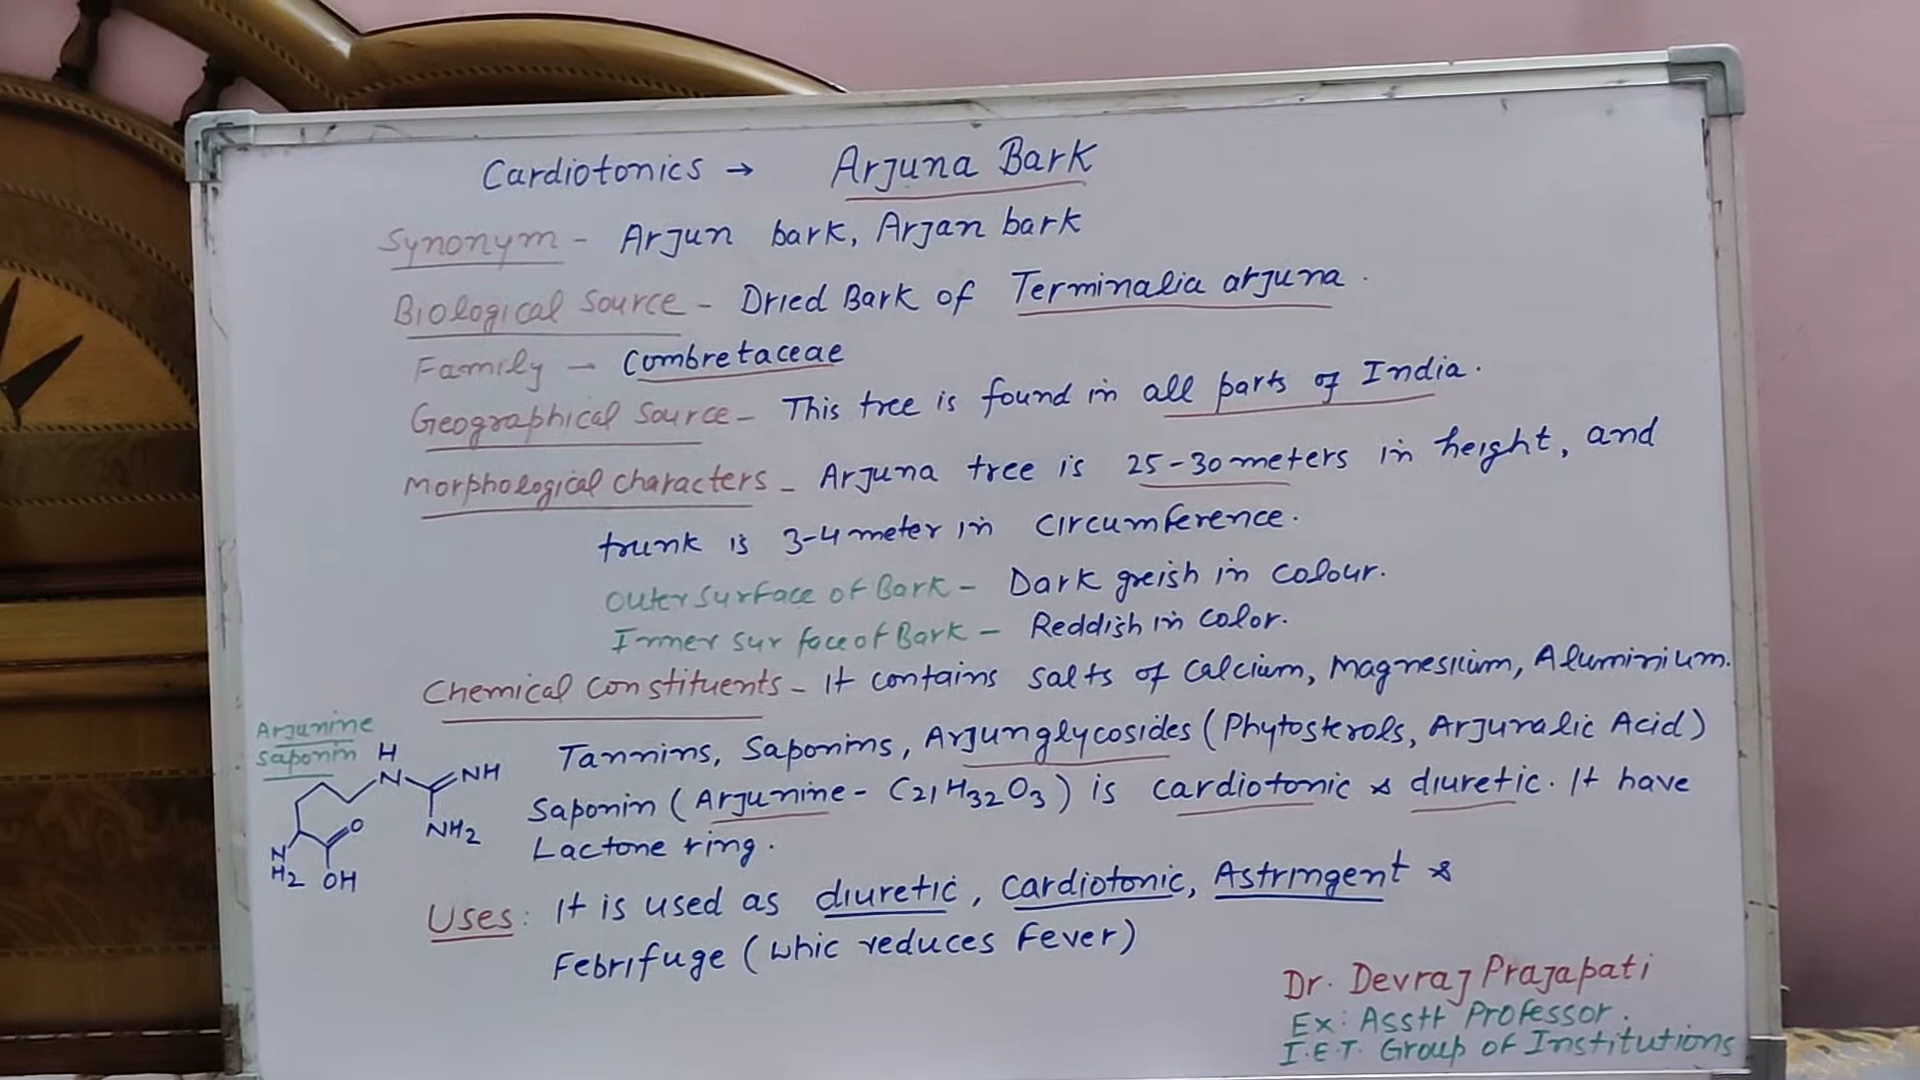 Cardiotonics → Arjuna Bark
Synonym - Arjun bark, Arjan bark
Biological Source - Dried Bark of Terminalia arjuna.
Family - Combretaceae
Geographical Source - This tree is found in all parts of India.
Morphological characters - Arjuna tree is 25-30 meters in height, and
trunk is 3-4 meter in circumference.
Outer surface of Bark - Dark greish in colour.
Inner surface of Bark - Reddish in color.
Chemical constituents - It contains salts of Calcium, Magnesium, Aluminium.
Tannins, Saponins, Arjunglycosides (Phytosterols, Arjunalic Acid)
Saponin (Arjunine - C21H32O3) is cardiotonic & diuretic. It have
Lactone ring.
Arjunine
Saponin
H
N
NH
NH2
O
N
H2
OH
Uses: It is used as diuretic, Cardiotonic, Astringent &
Febrifuge (whic reduces Fever)
Dr. Devraj Prajapati
Ex: Asstt Professor.
I.E.T. Group of Institutions